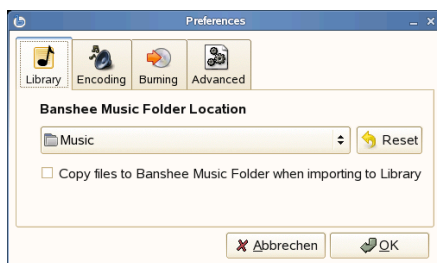 Preferences
Library Encoding Burning Advanced
Banshee Music Folder Location
Music Reset
Copy files to Banshee Music Folder when importing to Library
Abbrechen OK